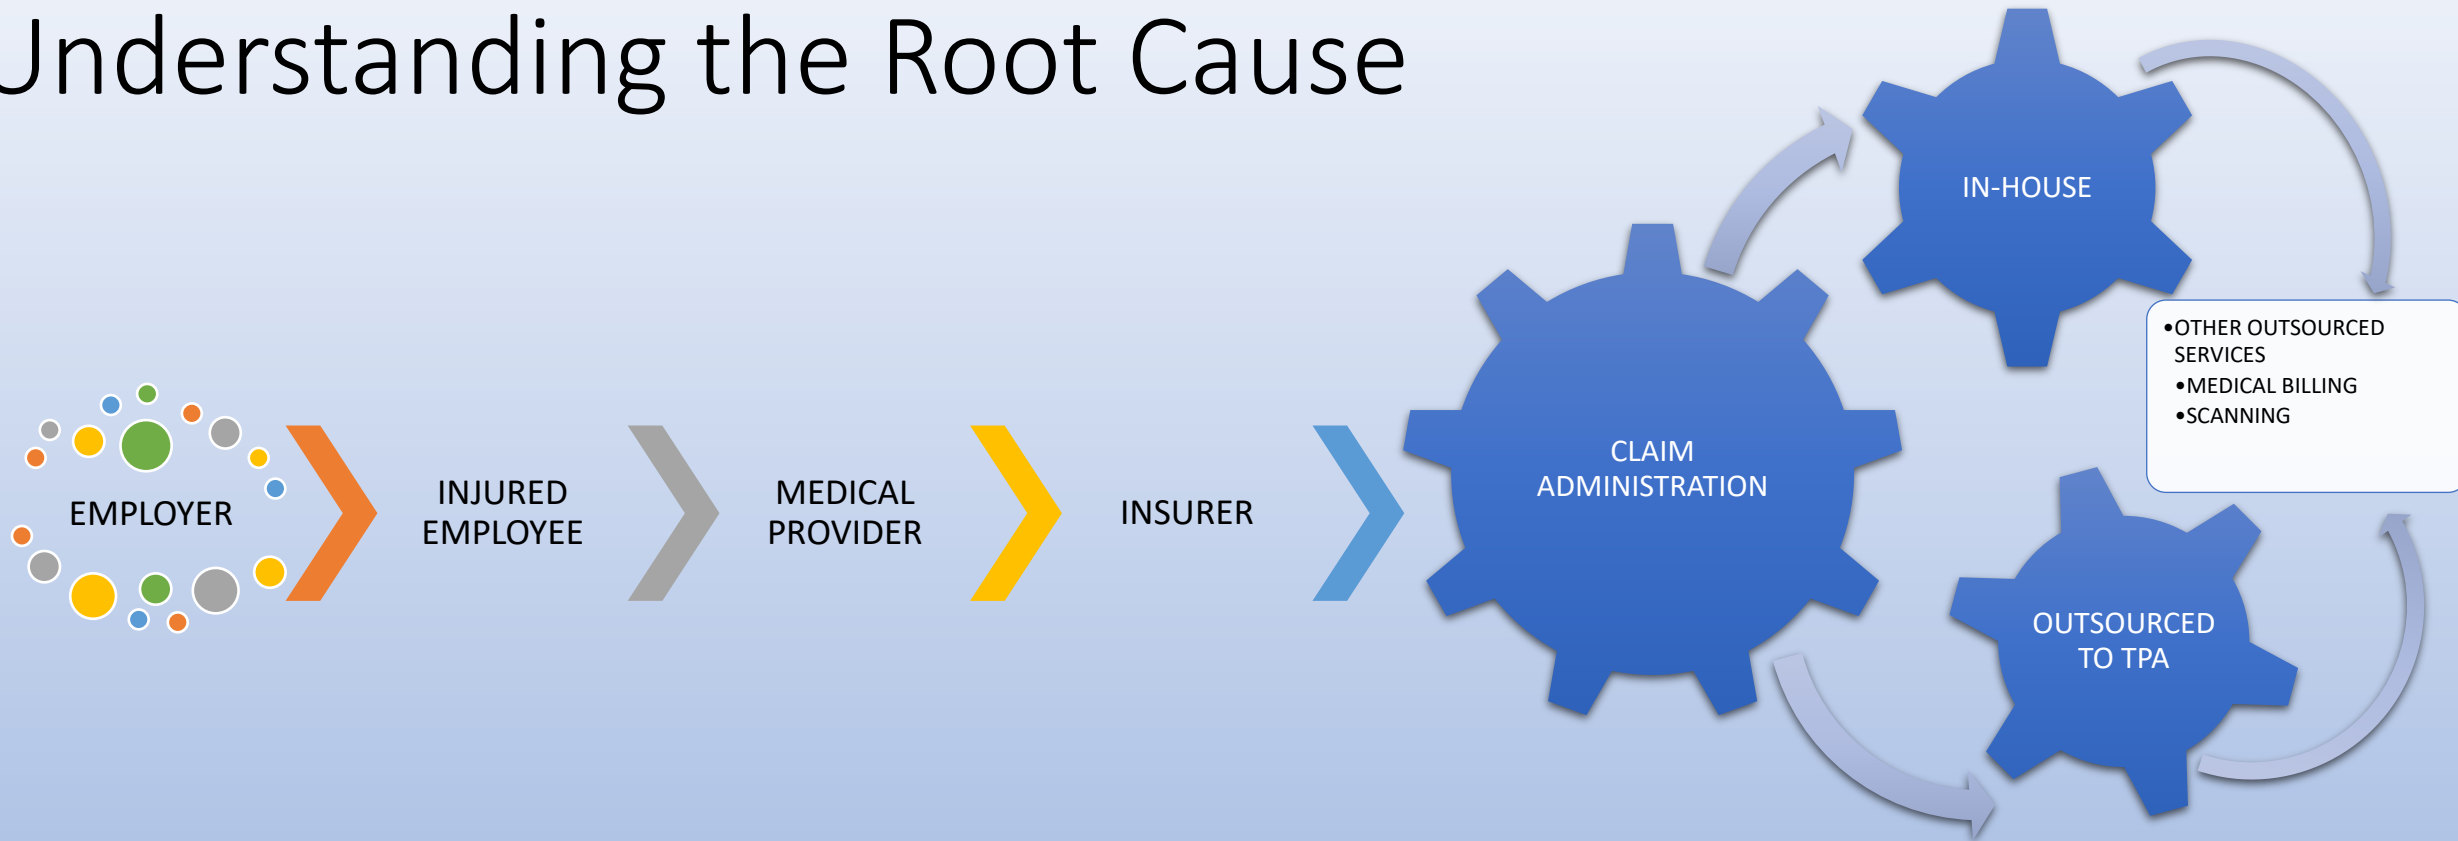 Understanding the Root Cause
EMPLOYER
INJURED
EMPLOYEE
MEDICAL
PROVIDER
INSURER
CLAIM
ADMINISTRATION
IN-HOUSE
•OTHER OUTSOURCED
SERVICES
•MEDICAL BILLING
•SCANNING
OUTSOURCED
TO TPA